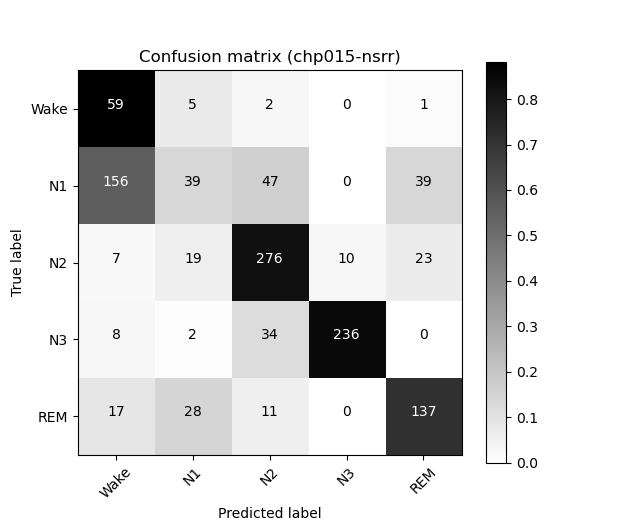 Confusion matrix (chp015-nsrr)
True label
Wake 59 5 2 0 1
N1 156 39 47 0 39
N2 7 19 276 10 23
N3 8 2 34 236 0
REM 17 28 11 0 137
Wake N1 N2 N3 REM
Predicted label
0.8
0.7
0.6
0.5
0.4
0.3
0.2
0.1
0.0